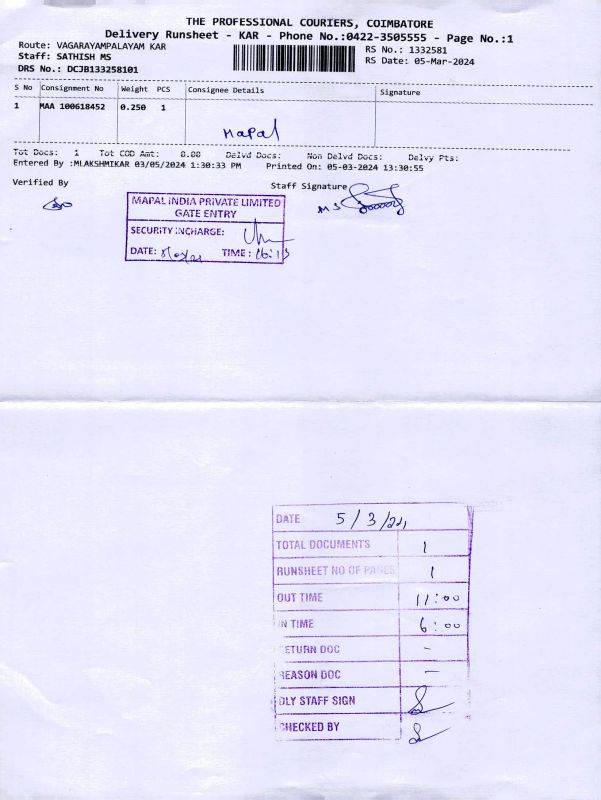 THE PROFESSIONAL COURIERS, COIMBATORE
Delivery Runsheet - KAR - Phone No.:0422-3505555 - Page No.:1
Route: VAGARAYAMPALAYAM KAR
Staff: SATHISH MS
DRS No.: DCJB133258101
RS No.: 1332581
RS Date: 05-Mar-2024
S No Consignment No Weight PCS Consignee Details Signature
1 MAA 100618452 0.250 1
Mapal
Tot Docs: 1 Tot COD Amt: 0.00 Delvd Docs: Non Delvd Docs: Delvy Pts:
Entered By :MLAKSHMIKAR 03/05/2024 1:30:33 PM Printed On: 05-03-2024 13:30:55
Verified By
Staff Signature
MS
MAPAL INDIA PRIVATE LIMITED
GATE ENTRY
SECURITY INCHARGE:
DATE: TIME: 16:13
DATE 5/3/24
TOTAL DOCUMENTS 1
RUNSHEET NO OF PAGES 1
OUT TIME 11:00
IN TIME 6:00
ETURN DOC -
REASON DOC -
DLY STAFF SIGN
CHECKED BY